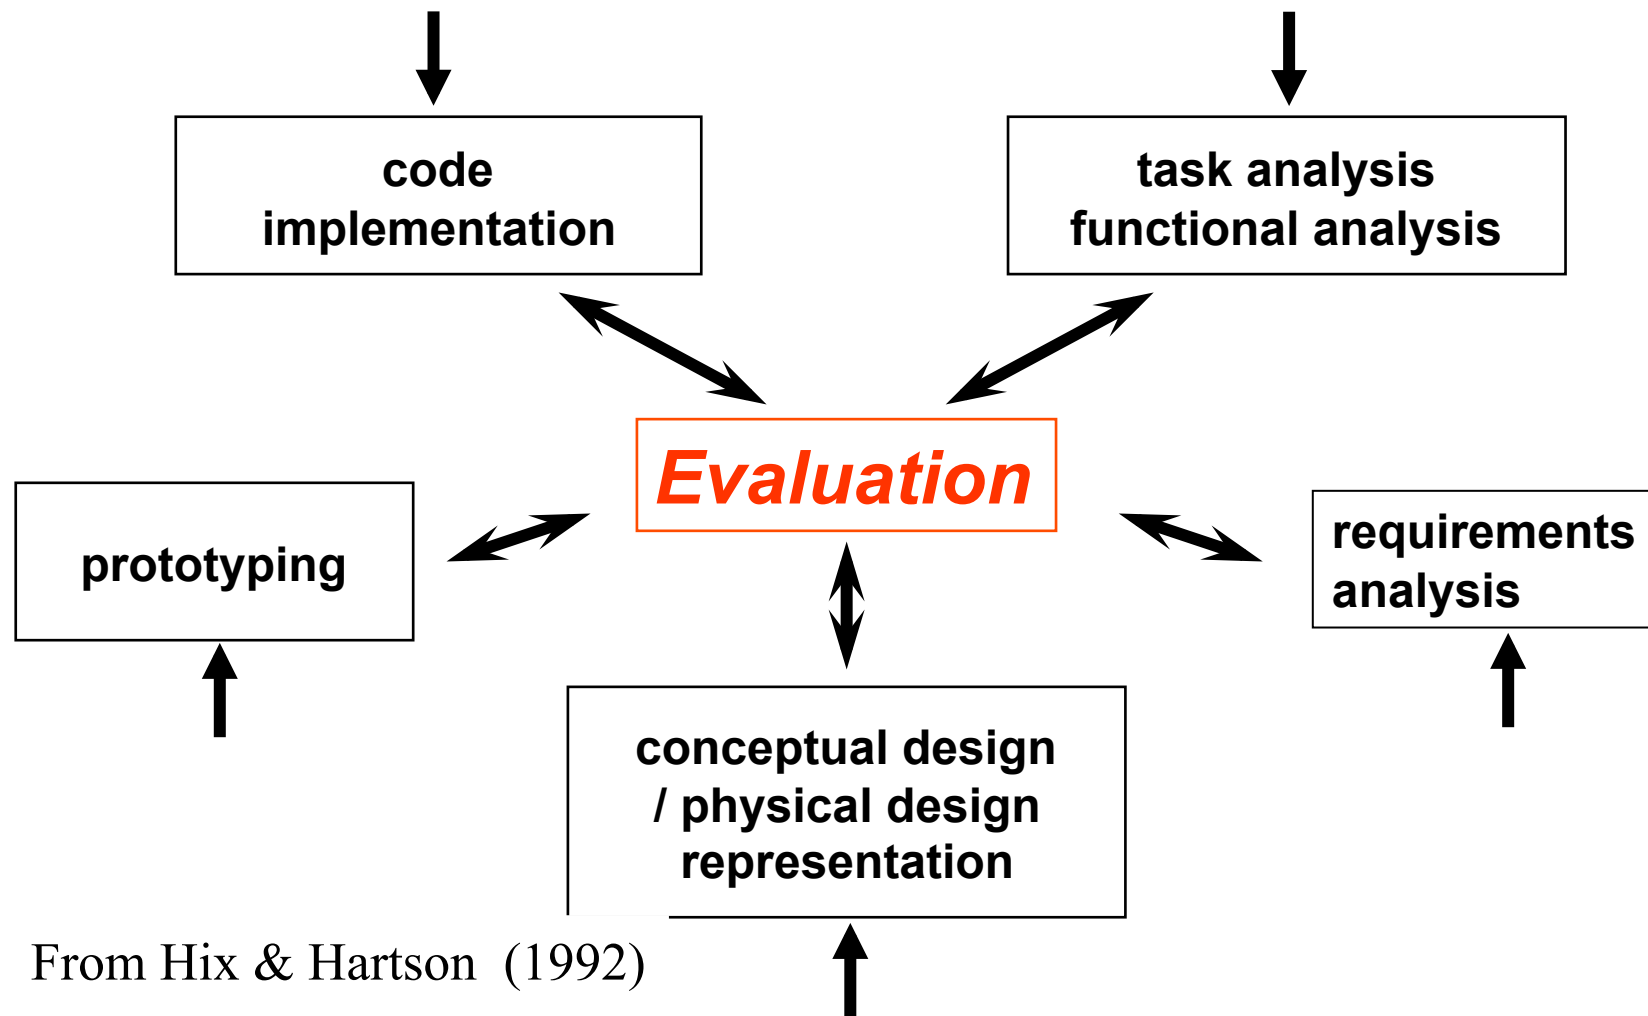 code
implementation
task analysis
functional analysis
Evaluation
prototyping
requirements
analysis
conceptual design
/ physical design
representation
From Hix & Hartson (1992)